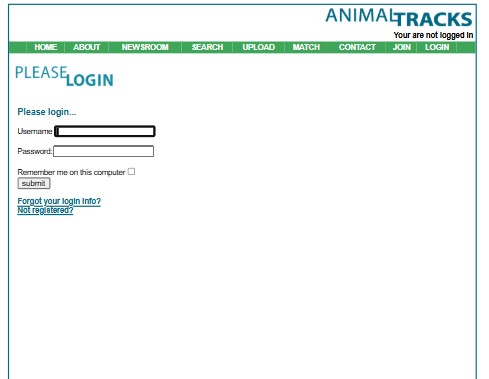 ANIMALTRACKS
Your are not logged in
HOME ABOUT NEWSROOM SEARCH UPLOAD MATCH CONTACT JOIN LOGIN
PLEASELOGIN
Please login...
Username
Password:
Remember me on this computer
submit
Forgot your login info?
Not registered?